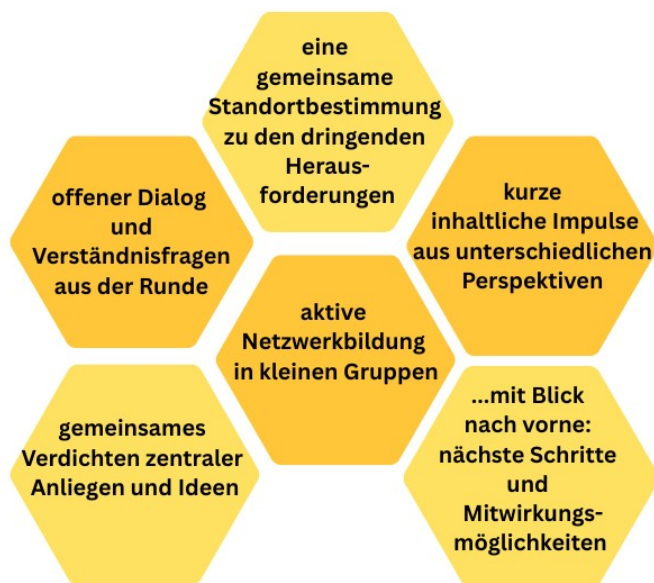 eine
gemeinsame
Standortbestimmung
zu den dringenden
Heraus-
forderungen
offener Dialog
und
Verständnisfragen
aus der Runde
kurze
inhaltliche Impulse
aus unterschiedlichen
Perspektiven
aktive
Netzwerkbildung
in kleinen Gruppen
gemeinsames
Verdichten zentraler
Anliegen und Ideen
...mit Blick
nach vorne:
nächste Schritte
und
Mitwirkungs-
möglichkeiten